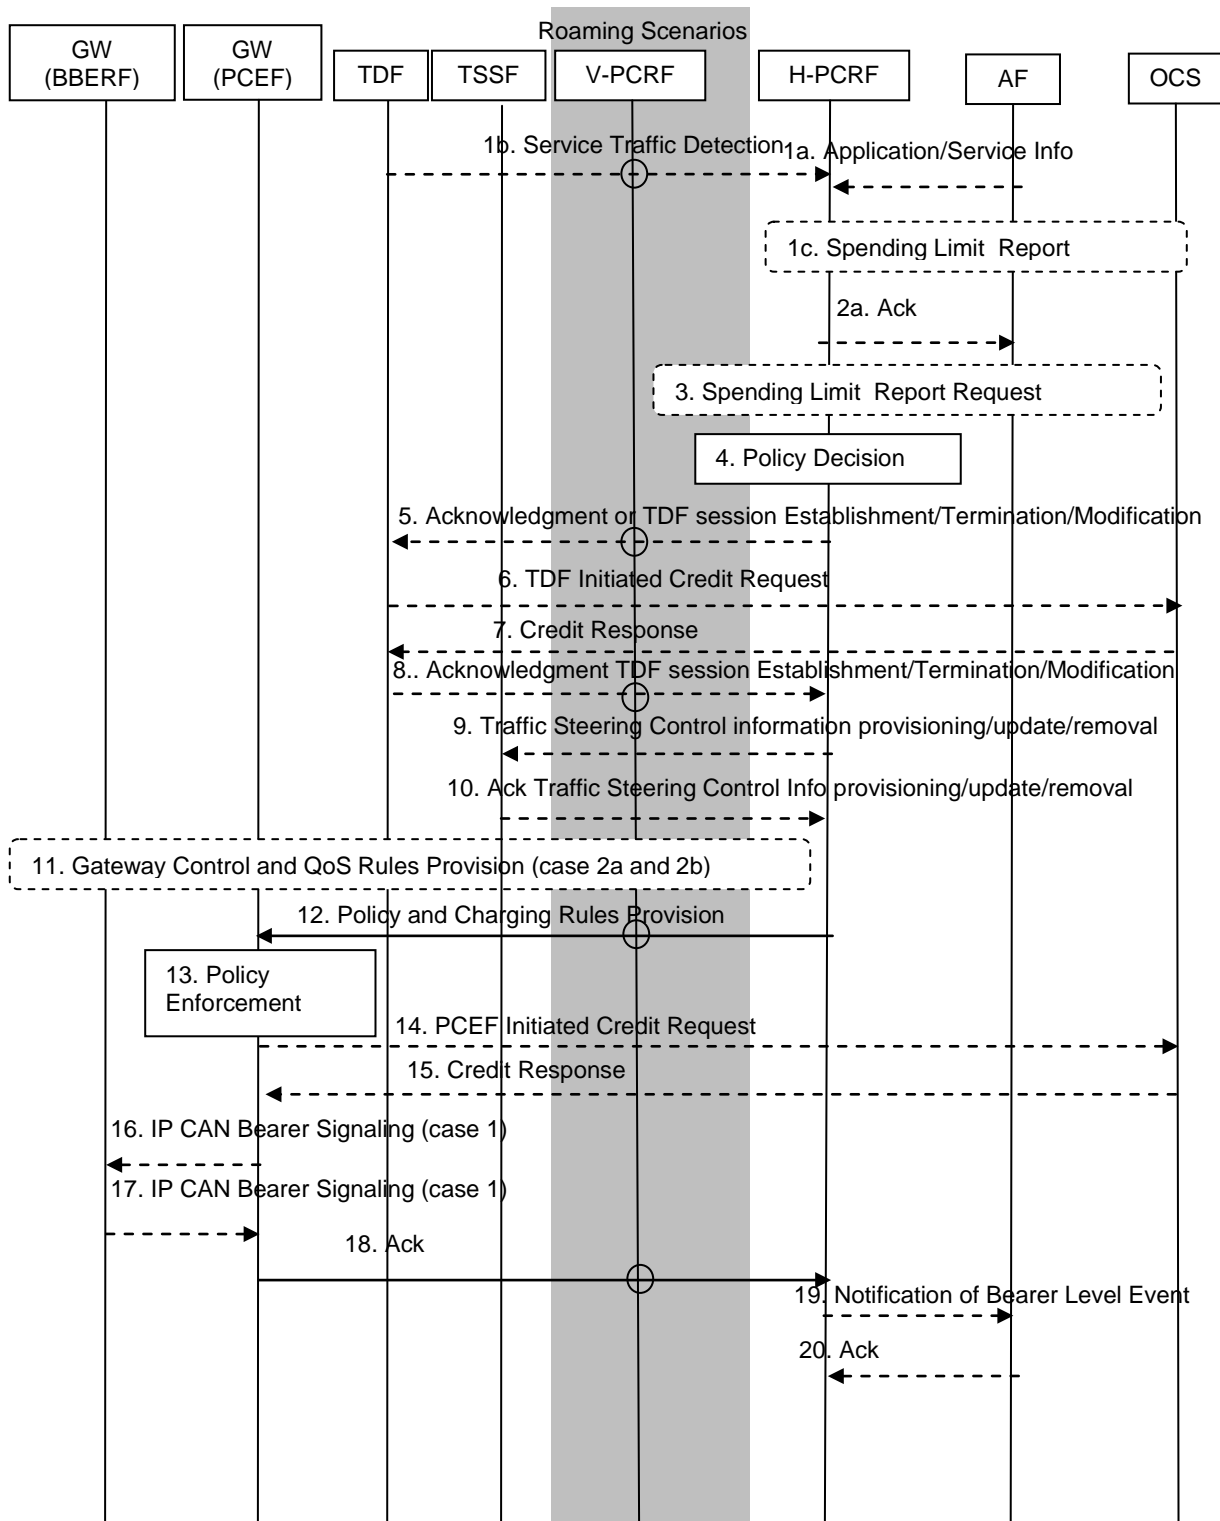 Roaming Scenarios
GW
(BBERF)
GW
(PCEF)
TDF
TSSF
V-PCRF
H-PCRF
AF
OCS
1b. Service Traffic Detection
1a. Application/Service Info
1c. Spending Limit Report
2a. Ack
3. Spending Limit Report Request
4. Policy Decision
5. Acknowledgment or TDF session Establishment/Termination/Modification
6. TDF Initiated Credit Request
7. Credit Response
8.. Acknowledgment TDF session Establishment/Termination/Modification
9. Traffic Steering Control information provisioning/update/removal
10. Ack Traffic Steering Control Info provisioning/update/removal
11. Gateway Control and QoS Rules Provision (case 2a and 2b)
12. Policy and Charging Rules Provision
13. Policy
Enforcement
14. PCEF Initiated Credit Request
15. Credit Response
16. IP CAN Bearer Signaling (case 1)
17. IP CAN Bearer Signaling (case 1)
18. Ack
19. Notification of Bearer Level Event
20. Ack